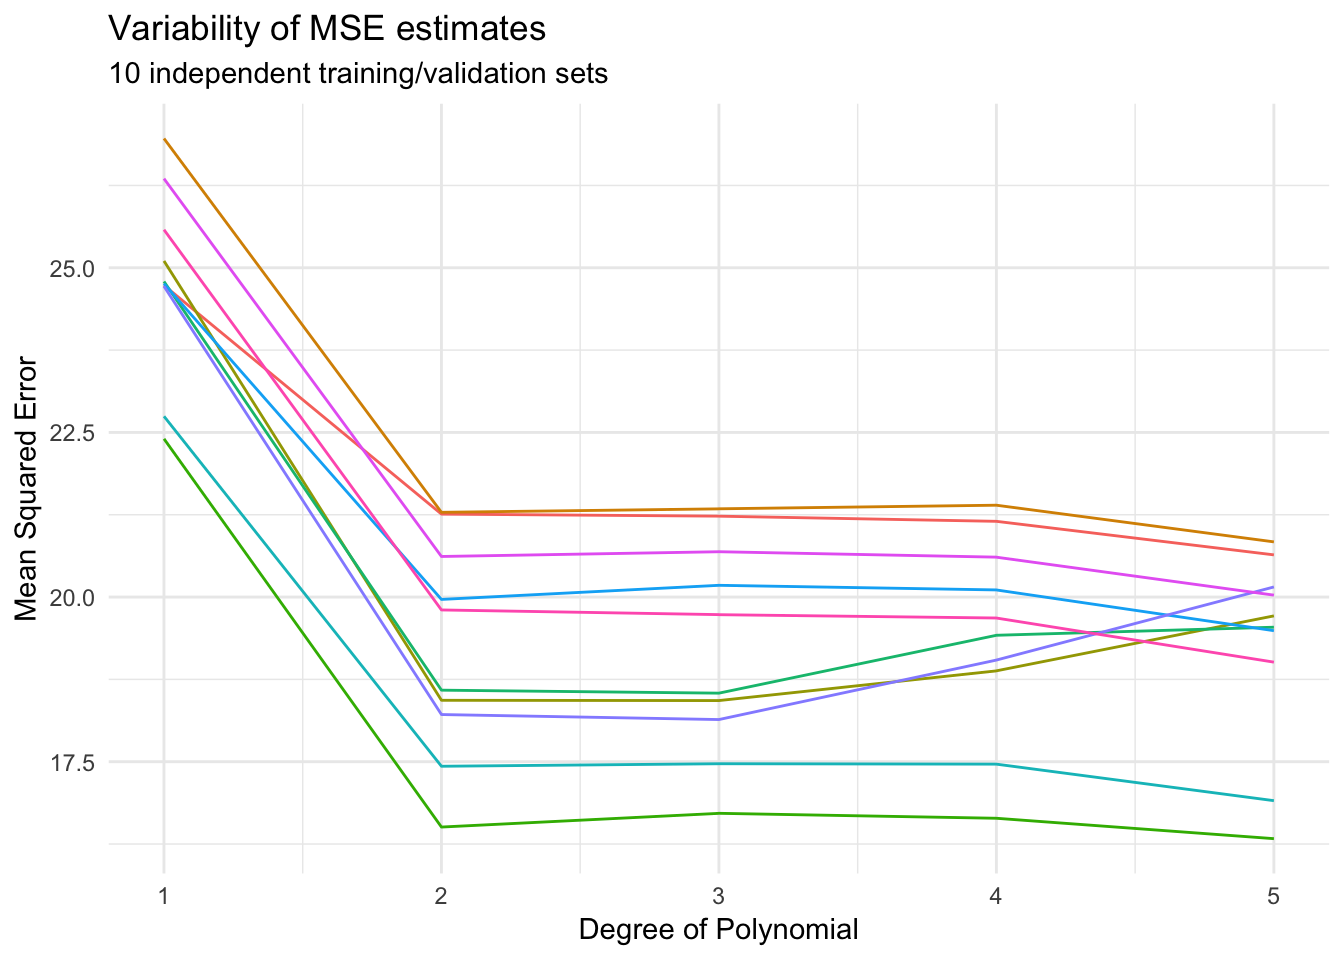 Variability of MSE estimates
10 independent training/validation sets
Mean Squared Error
25.0
22.5
20.0
17.5
1 2 3 4 5
Degree of Polynomial